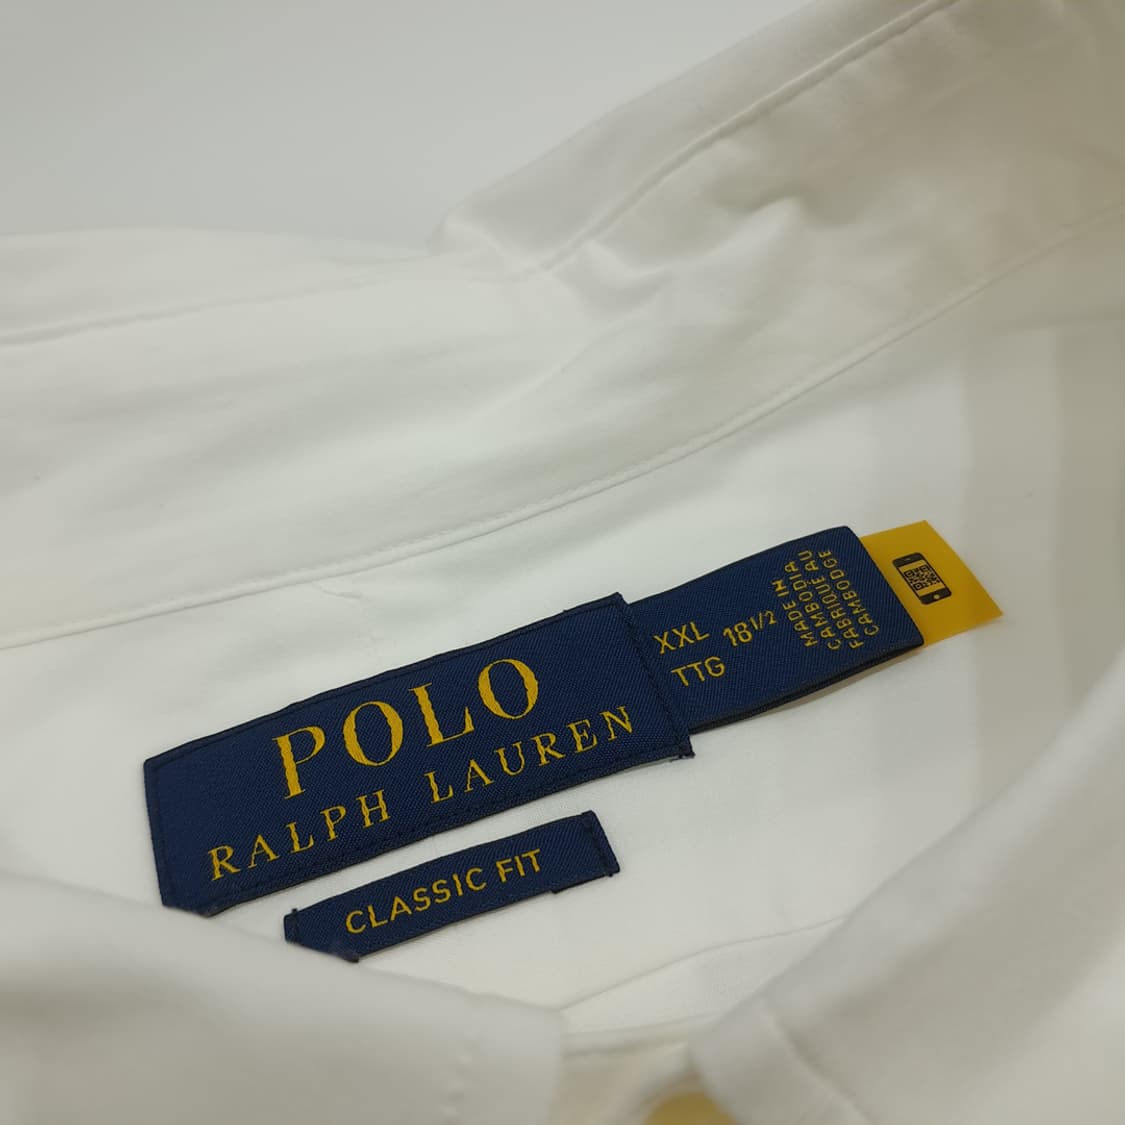 POLO
RALPH LAUREN
CLASSIC FIT
XXL
TTG
18 1/2
MADE IN
CAMBODIA
FABRIQUÉ AU
CAMBODGE